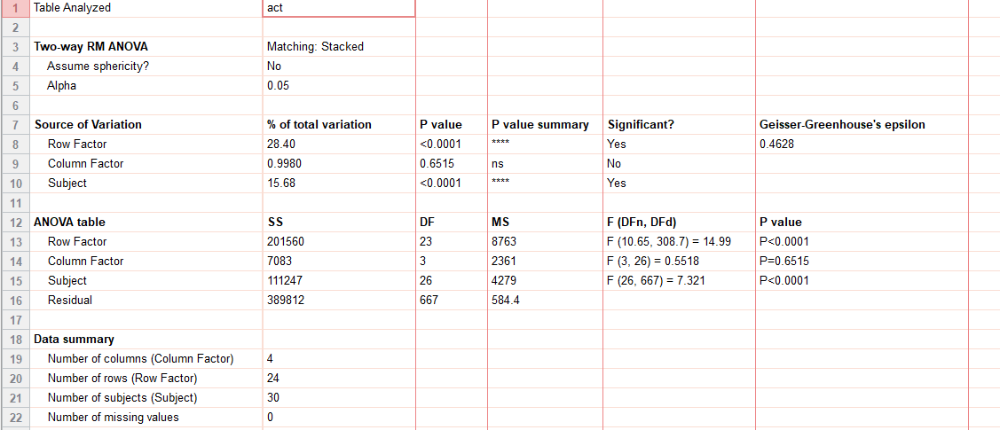 1 Table Analyzed act
2
3 Two-way RM ANOVA Matching: Stacked
4 Assume sphericity? No
5 Alpha 0.05
6
7 Source of Variation % of total variation P value P value summary Significant? Geisser-Greenhouse's epsilon
8 Row Factor 28.40 <0.0001 **** Yes 0.4628
9 Column Factor 0.9980 0.6515 ns No
10 Subject 15.68 <0.0001 **** Yes
11
12 ANOVA table SS DF MS F (DFn, DFd) P value
13 Row Factor 201560 23 8763 F (10.65, 308.7) = 14.99 P<0.0001
14 Column Factor 7083 3 2361 F (3, 26) = 0.5518 P=0.6515
15 Subject 111247 26 4279 F (26, 667) = 7.321 P<0.0001
16 Residual 389812 667 584.4
17
18 Data summary
19 Number of columns (Column Factor) 4
20 Number of rows (Row Factor) 24
21 Number of subjects (Subject) 30
22 Number of missing values 0